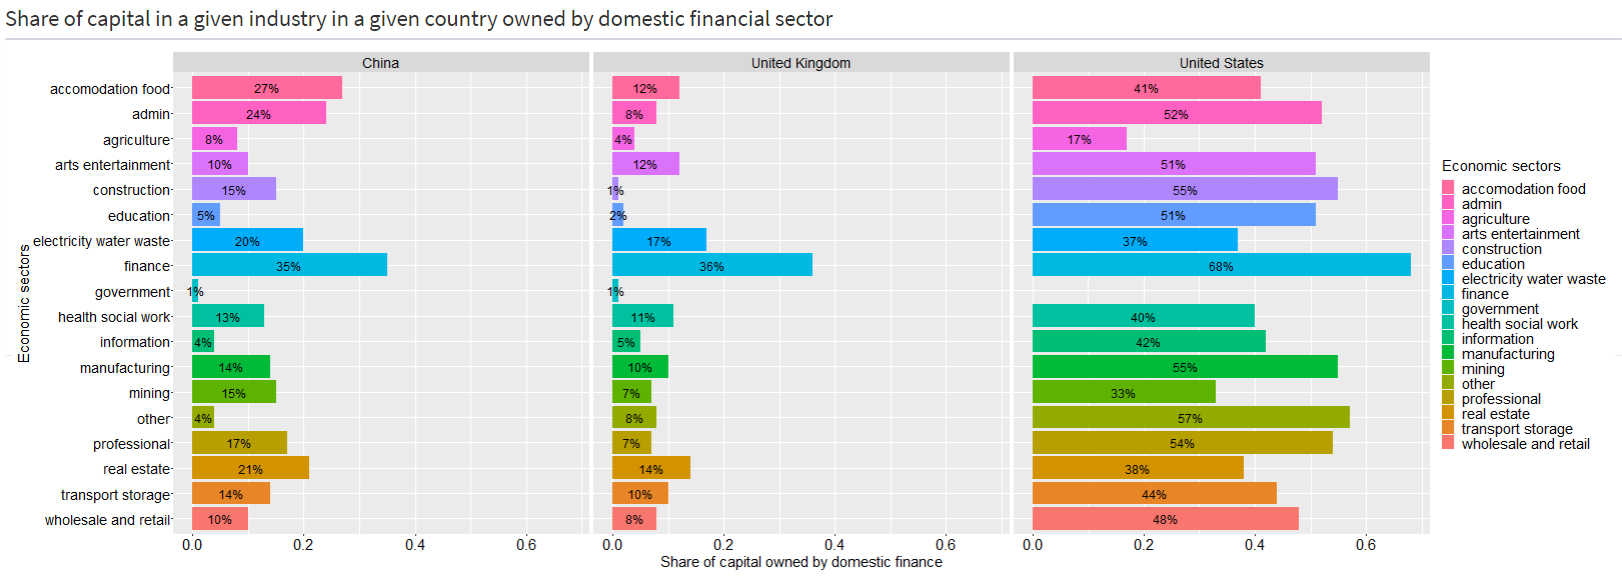 Share of capital in a given industry in a given country owned by domestic financial sector
China United Kingdom United States
accomodation food 27% 12% 41%
admin 24% 8% 52%
agriculture 8% 4% 17%
arts entertainment 10% 12% 51%
construction 15% 1% 55%
education 5% 2% 51%
electricity water waste 20% 17% 37%
finance 35% 36% 68%
government 1% 1%
health social work 13% 11% 40%
information 4% 5% 42%
manufacturing 14% 10% 55%
mining 15% 7% 33%
other 4% 8% 57%
professional 17% 7% 54%
real estate 21% 14% 38%
transport storage 14% 10% 44%
wholesale and retail 10% 8% 48%
Economic sectors
0.0 0.2 0.4 0.6 0.0 0.2 0.4 0.6 0.0 0.2 0.4 0.6
Share of capital owned by domestic finance
Economic sectors
accomodation food
admin
agriculture
arts entertainment
construction
education
electricity water waste
finance
government
health social work
information
manufacturing
mining
other
professional
real estate
transport storage
wholesale and retail